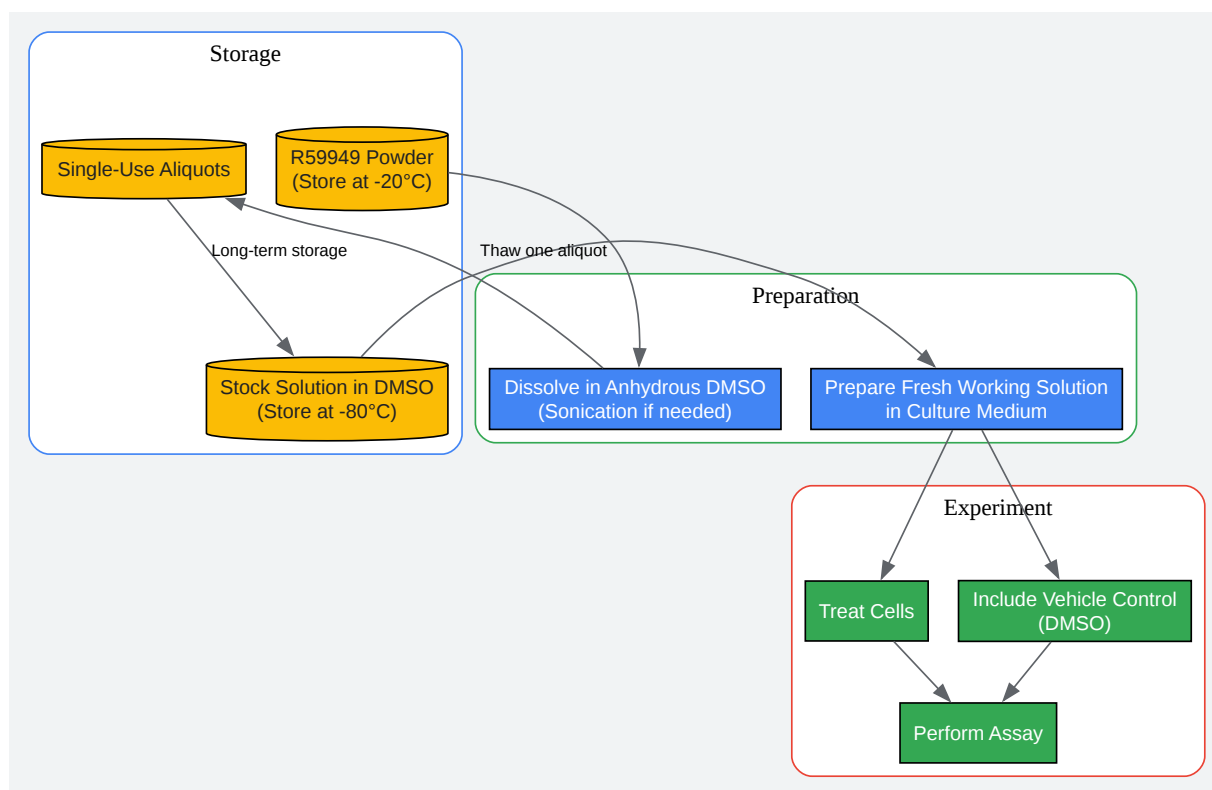 Storage
Single-Use Aliquots
R59949 Powder
(Store at -20°C)
Long-term storage
Thaw one aliquot
Preparation
Stock Solution in DMSO
(Store at -80°C)
Dissolve in Anhydrous DMSO
(Sonication if needed)
Prepare Fresh Working Solution
in Culture Medium
Experiment
Treat Cells
Include Vehicle Control
(DMSO)
Perform Assay